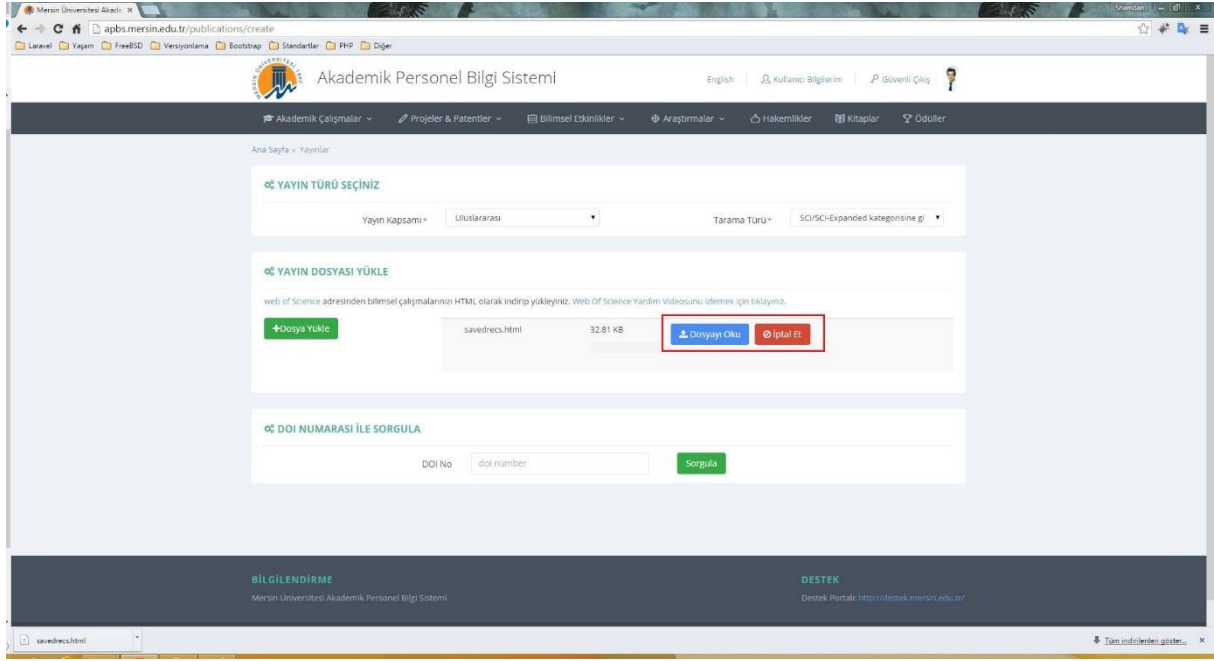 Mersin Üniversitesi Akade
apbs.mersin.edu.tr/publications/create
Laravel Yaşam FreeBSD Versiyonlama Bootstrap Standartlar PHP Diğer
Akademik Personel Bilgi Sistemi
English Kullanıcı Bilgilerim Güvenli Çıkış
Akademik Çalışmalar Projeler & Patentler Bilimsel Etkinlikler Araştırmalar Hakemlikler Kitaplar Ödüller
Ana Sayfa » Yayınlar
YAYIN TÜRÜ SEÇİNİZ
Yayın Kapsamı* Uluslararası Tarama Türü* SCI/SCI-Expanded kategorisine gi
YAYIN DOSYASI YÜKLE
web of Science adresinden bilimsel çalışmalarınızı HTML olarak indirip yükleyiniz. Web Of Science Yardım Videosunu izlemek için tıklayınız.
+Dosya Yükle savedrecs.html 32.81 KB Dosyayı Oku İptal Et
DOI NUMARASI İLE SORGULA
DOI No doi number Sorgula
BİLGİLENDİRME
Mersin Üniversitesi Akademik Personel Bilgi Sistemi
DESTEK
Destek Portalı: http://destek.mersin.edu.tr/
savedrecs.html
Tüm indirilenleri göster...